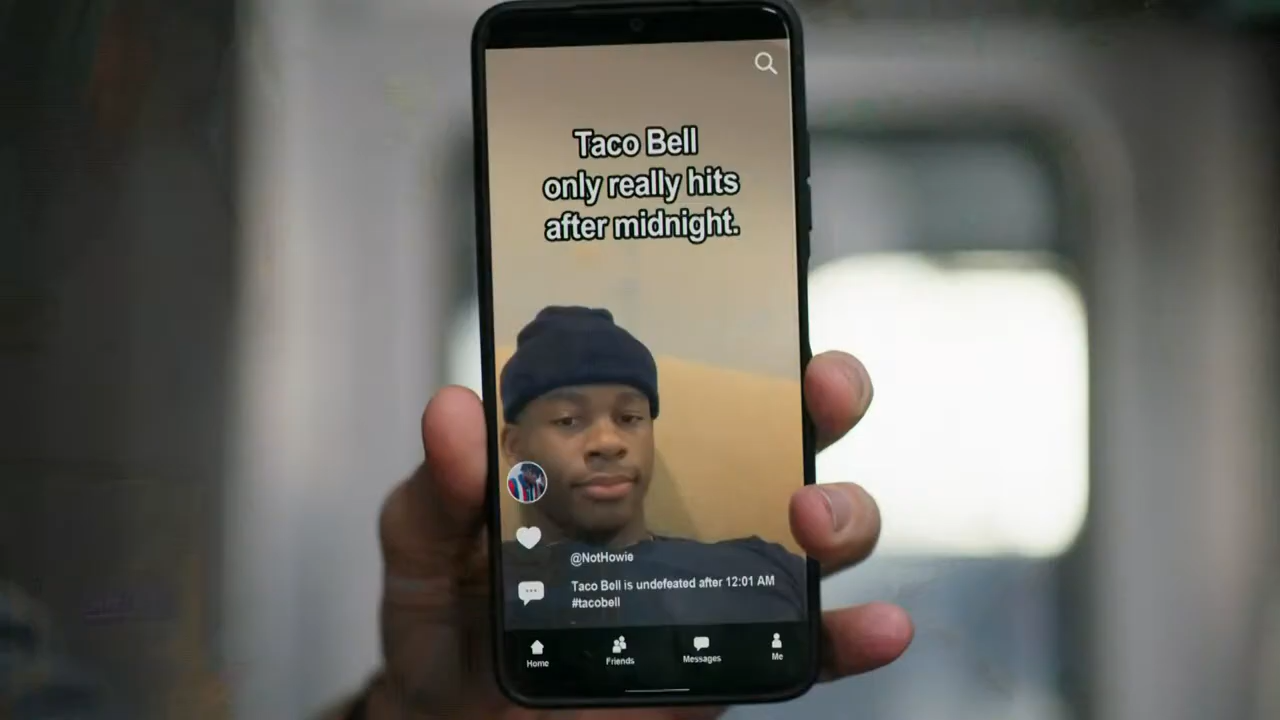 Taco Bell
only really hits
after midnight.
@NotHowie
Taco Bell is undefeated after 12:01 AM
#tacobell
Home
Friends
Messages
Me